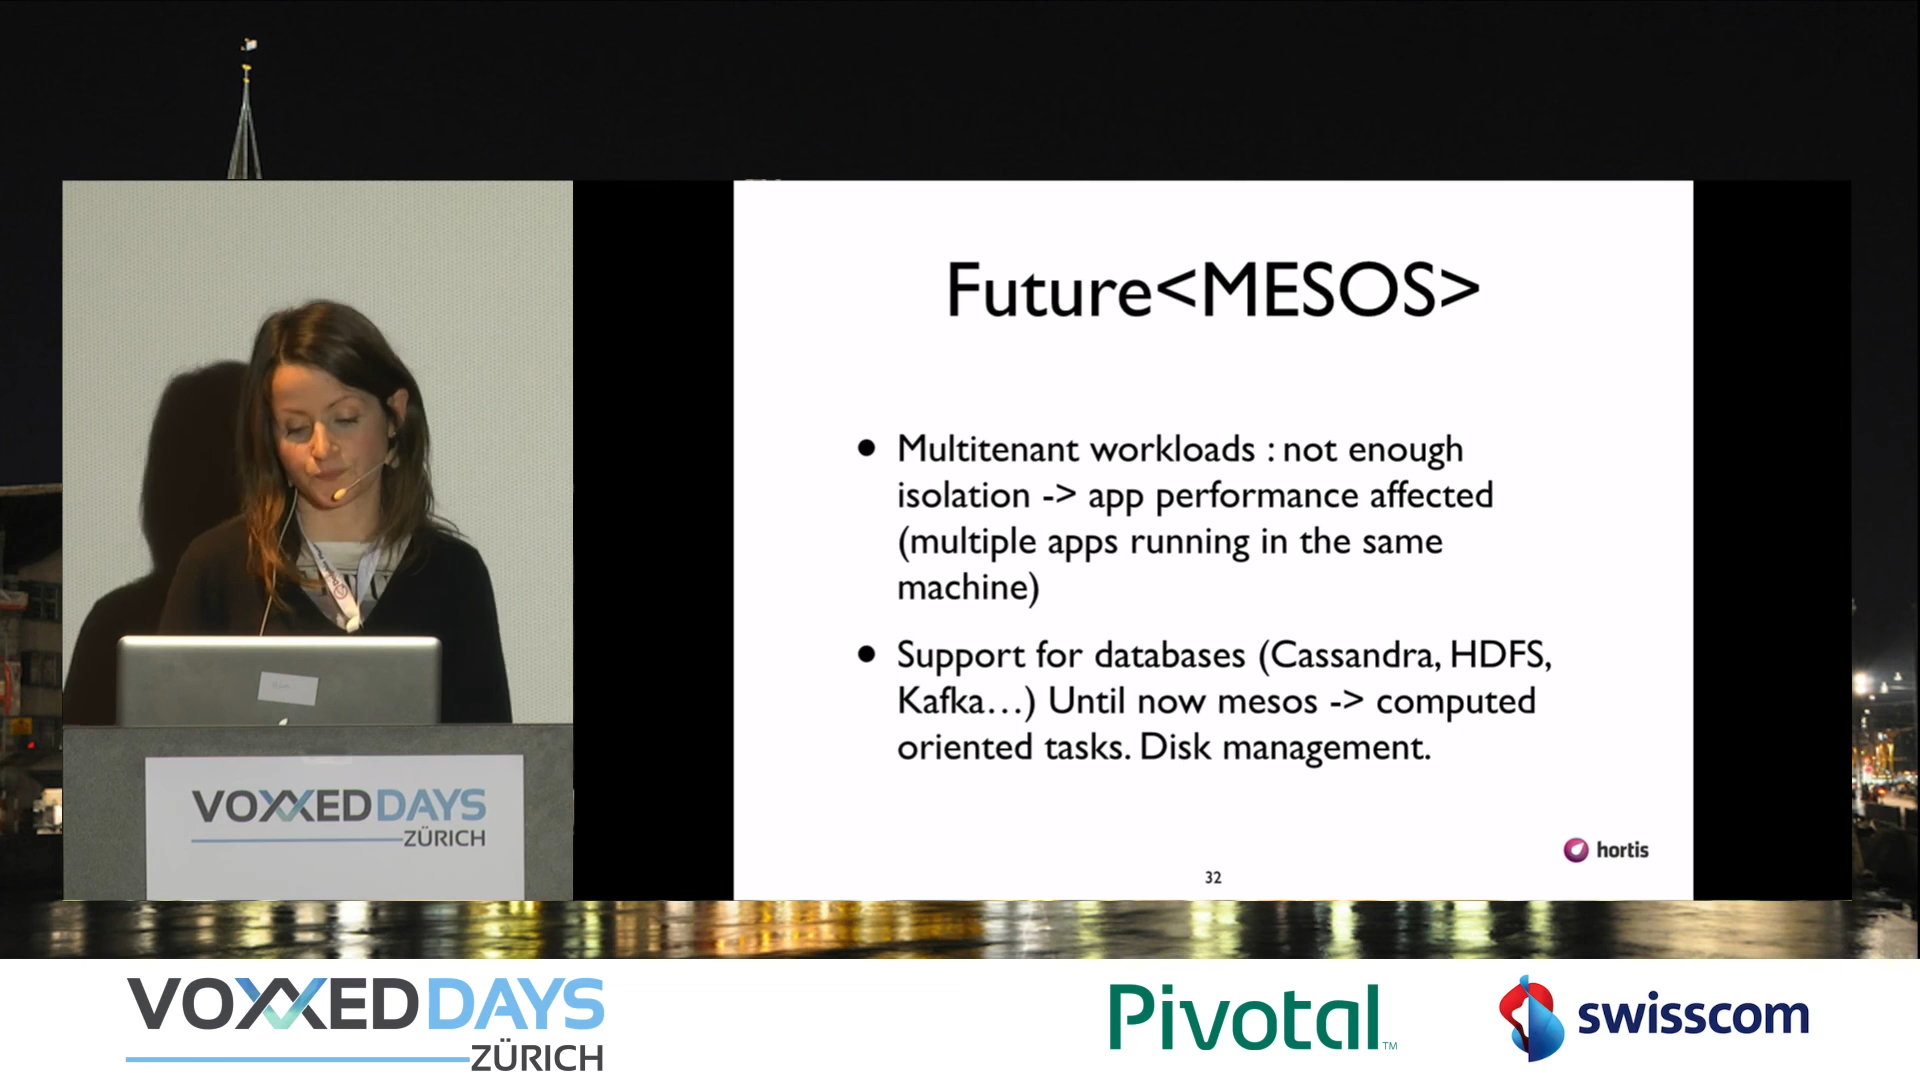 Future<MESOS>
• Multitenant workloads : not enough
isolation -> app performance affected
(multiple apps running in the same
machine)
• Support for databases (Cassandra, HDFS,
Kafka…) Until now mesos -> computed
oriented tasks. Disk management.
hortis
32
VOXXED DAYS
ZÜRICH
VOXXED DAYS
ZÜRICH
Pivotal™
swisscom